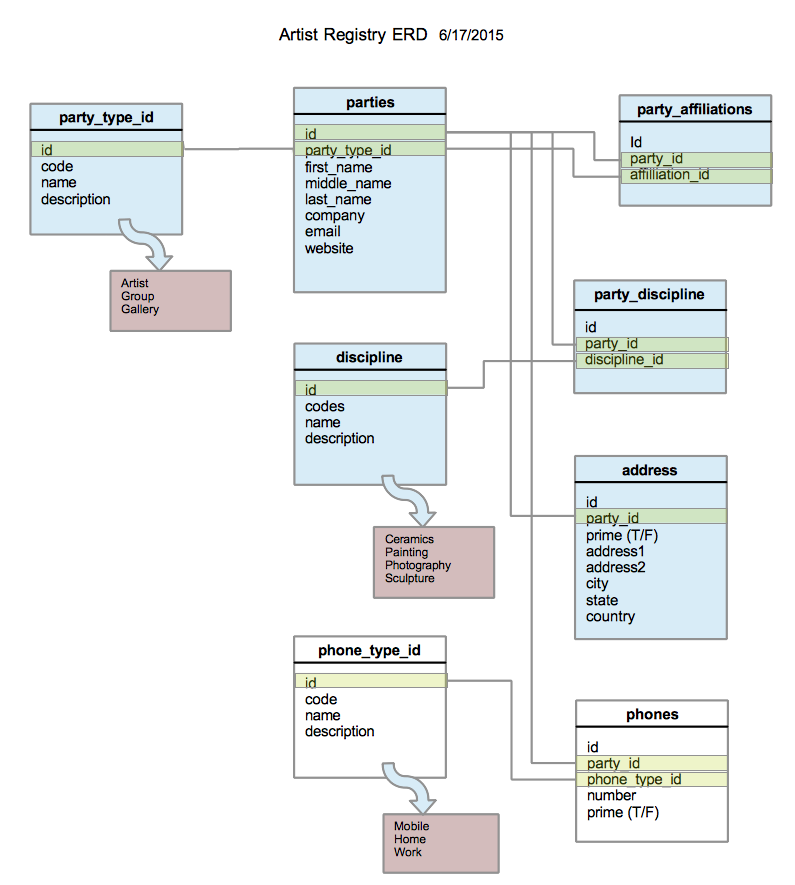 Artist Registry ERD 6/17/2015
party_type_id
id
code
name
description
Artist
Group
Gallery
parties
id
party_type_id
first_name
middle_name
last_name
company
email
website
party_affiliations
Id
party_id
affilliation_id
party_discipline
id
party_id
discipline_id
discipline
id
codes
name
description
Ceramics
Painting
Photography
Sculpture
address
id
party_id
prime (T/F)
address1
address2
city
state
country
phone_type_id
id
code
name
description
Mobile
Home
Work
phones
id
party_id
phone_type_id
number
prime (T/F)